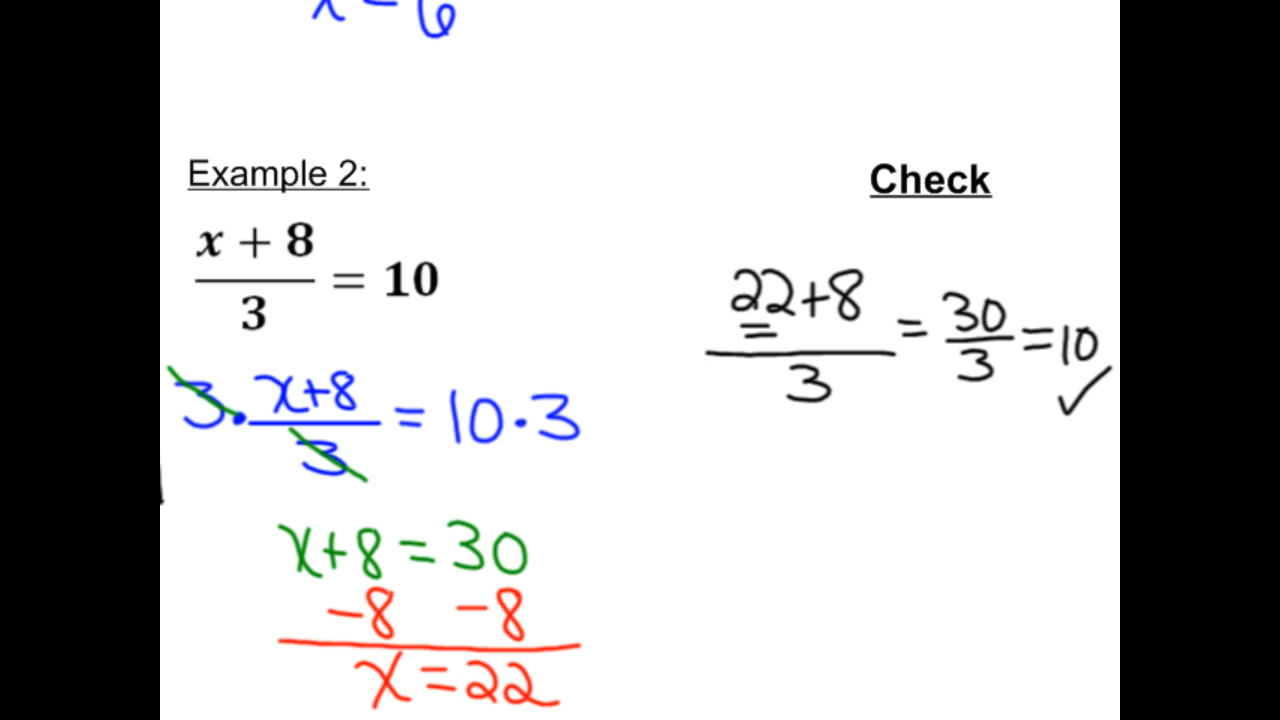 x = 6
Example 2:
x + 8
3
= 10
3 · x+8 = 10 · 3
3
x+8 = 30
-8 -8
x = 22
Check
22+8 = 30 = 10 ✓
3 3